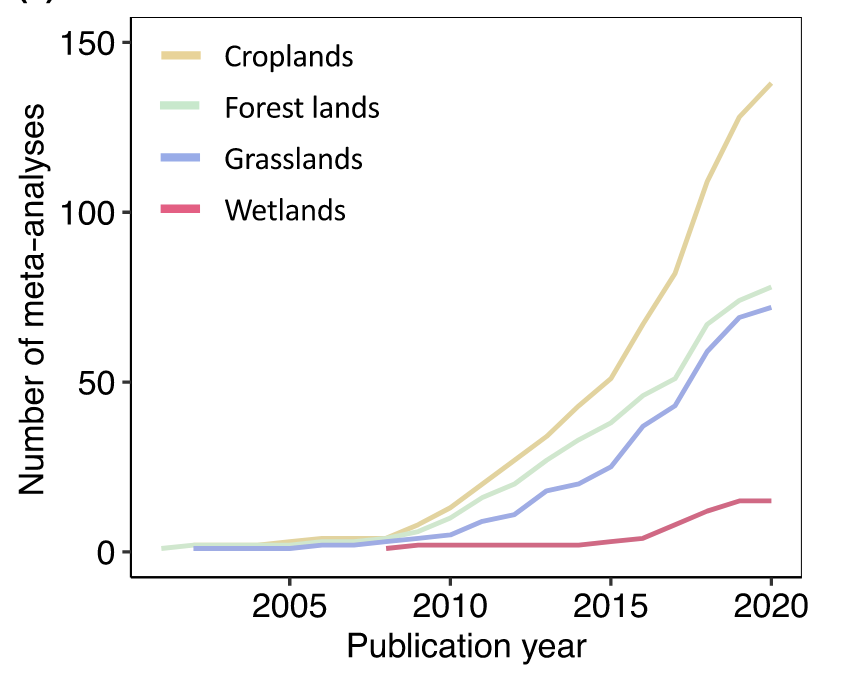 150
100
50
0
Number of meta-analyses
Croplands
Forest lands
Grasslands
Wetlands
2005 2010 2015 2020
Publication year